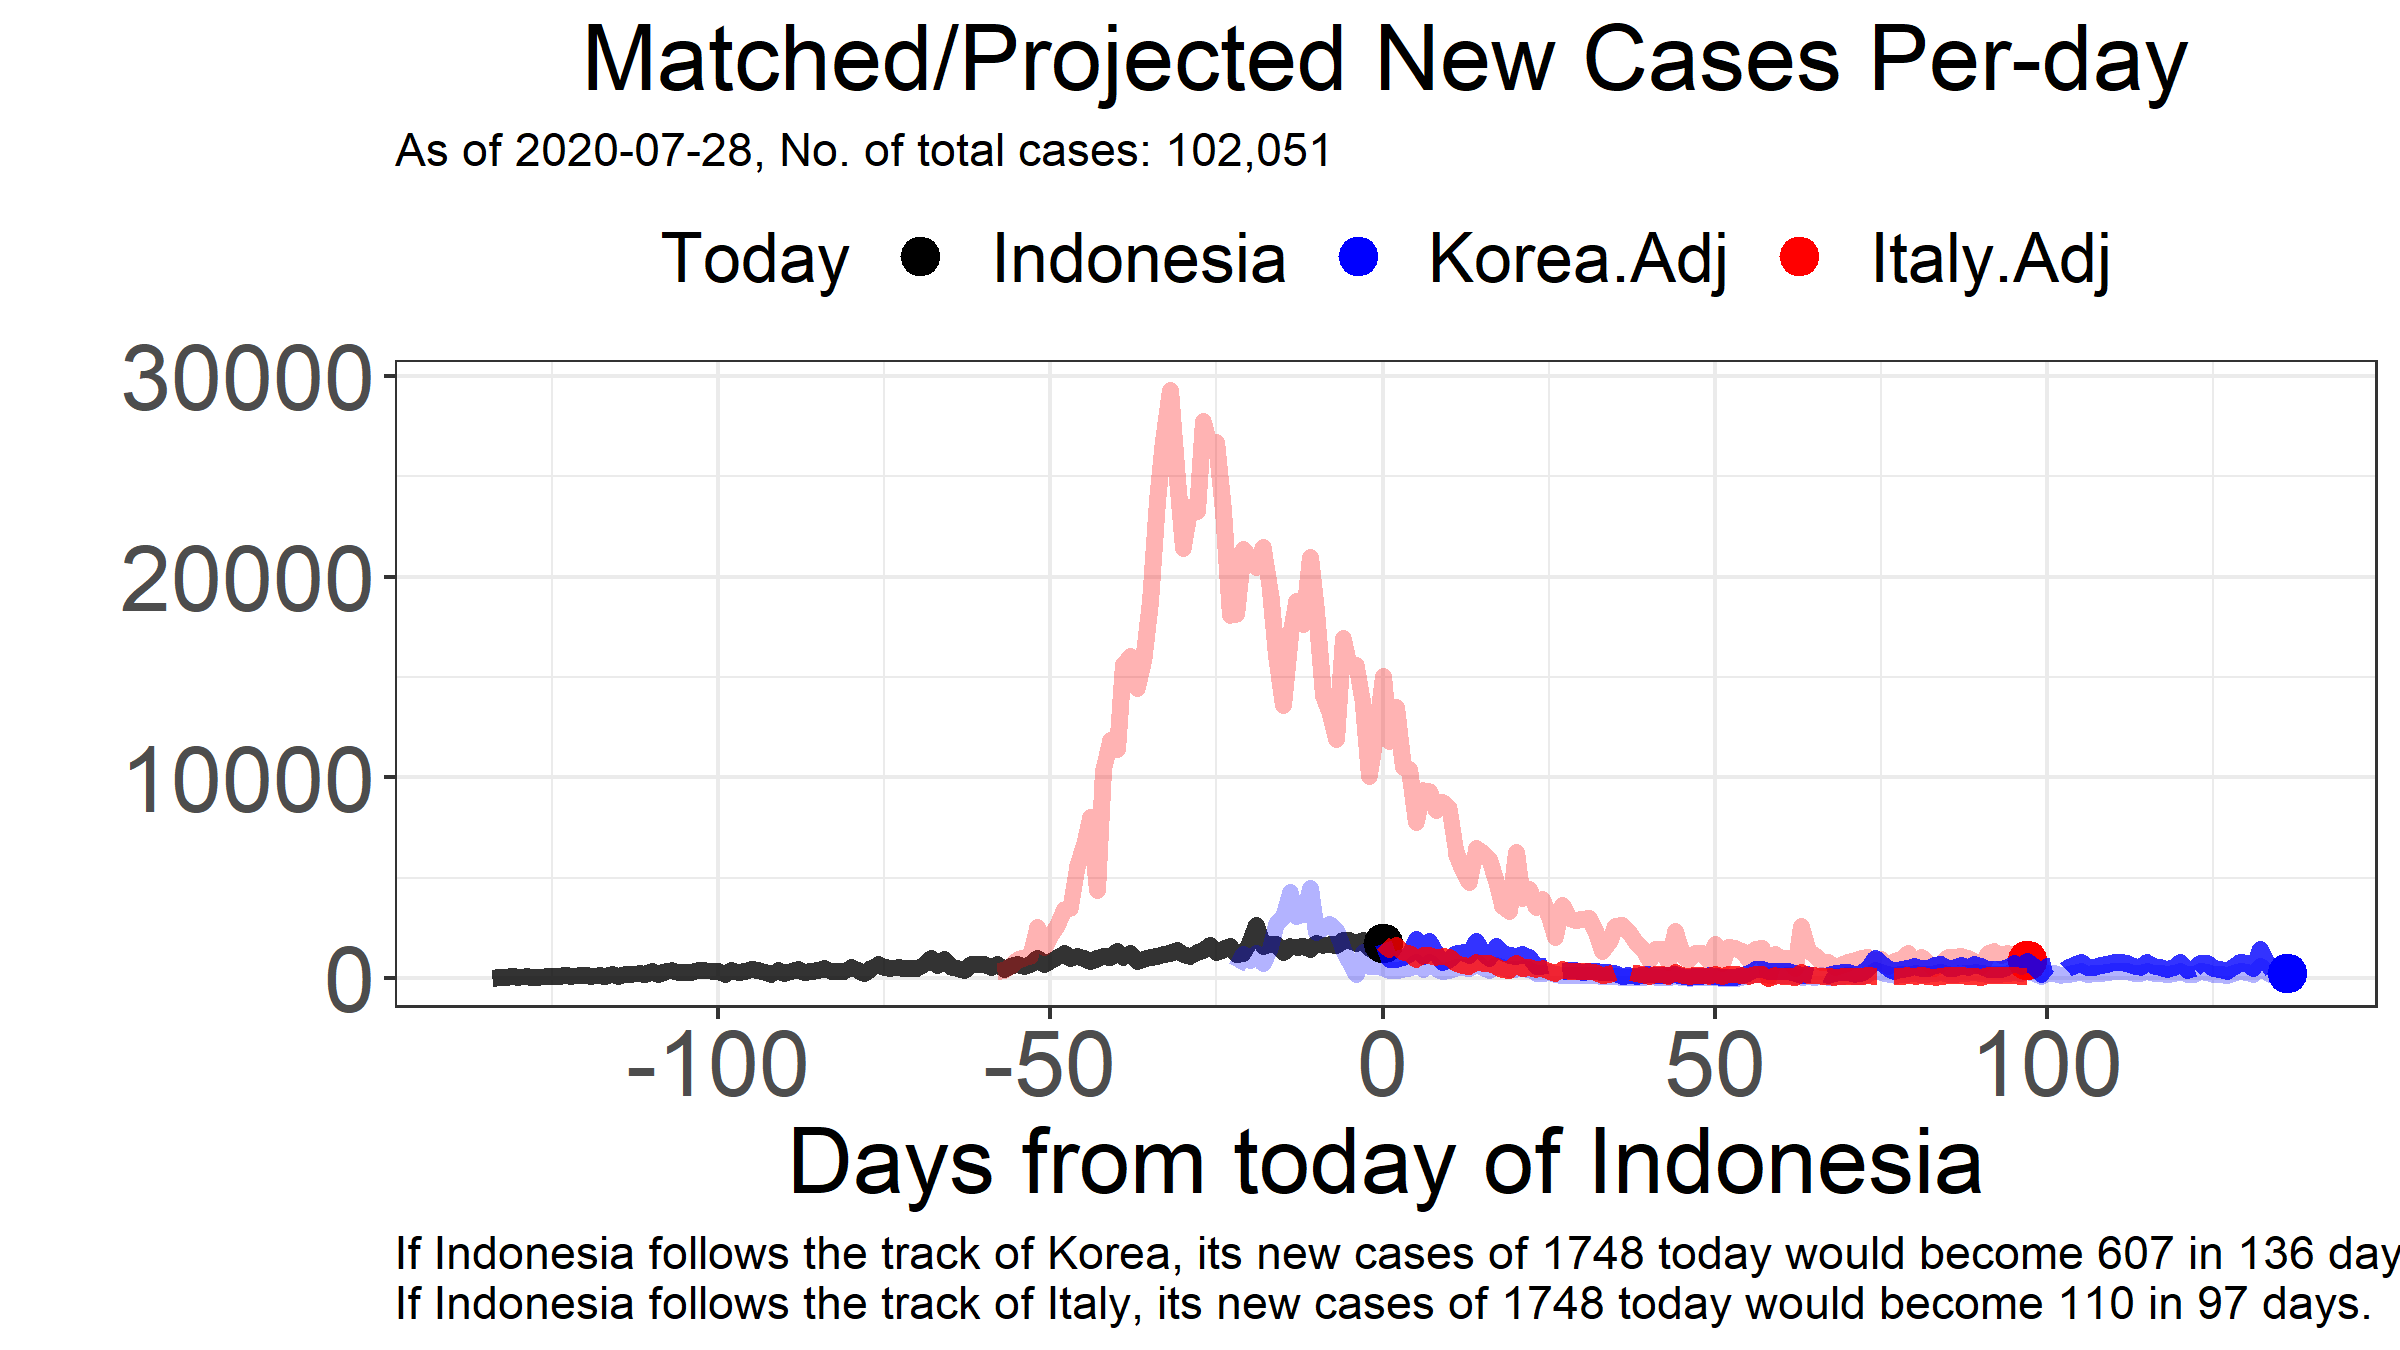 Matched/Projected New Cases Per-day
As of 2020-07-28, No. of total cases: 102,051
Today Indonesia Korea.Adj Italy.Adj
30000
20000
10000
0
-100 -50 0 50 100
Days from today of Indonesia
If Indonesia follows the track of Korea, its new cases of 1748 today would become 607 in 136 day
If Indonesia follows the track of Italy, its new cases of 1748 today would become 110 in 97 days.